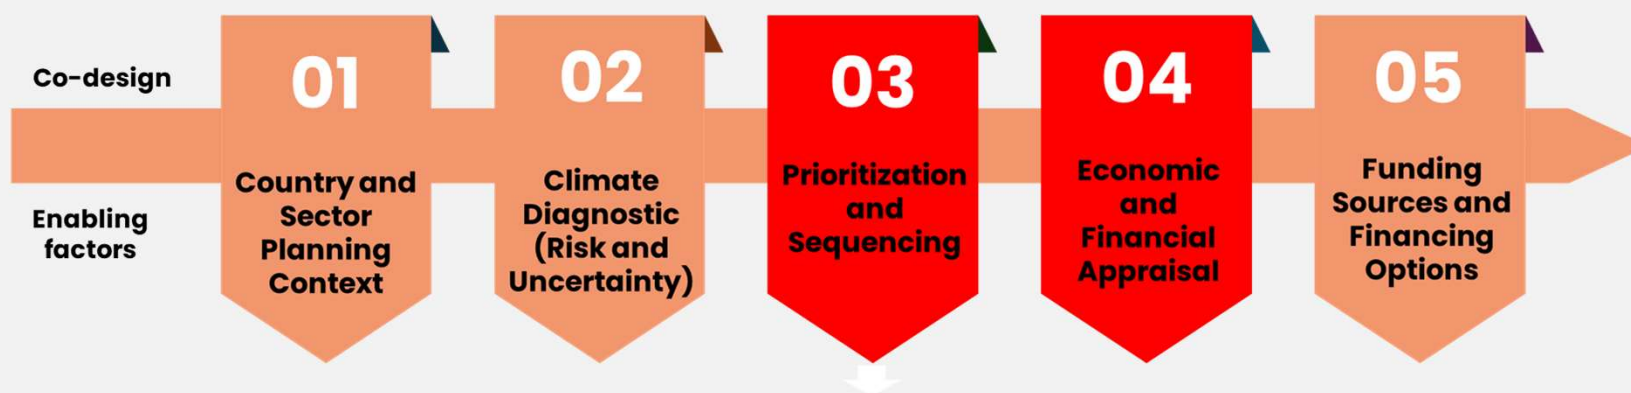 Co-design
Enabling
factors
01
Country and
Sector
Planning
Context
02
Climate
Diagnostic
(Risk and
Uncertainty)
03
Prioritization
and
Sequencing
04
Economic
and
Financial
Appraisal
05
Funding
Sources and
Financing
Options